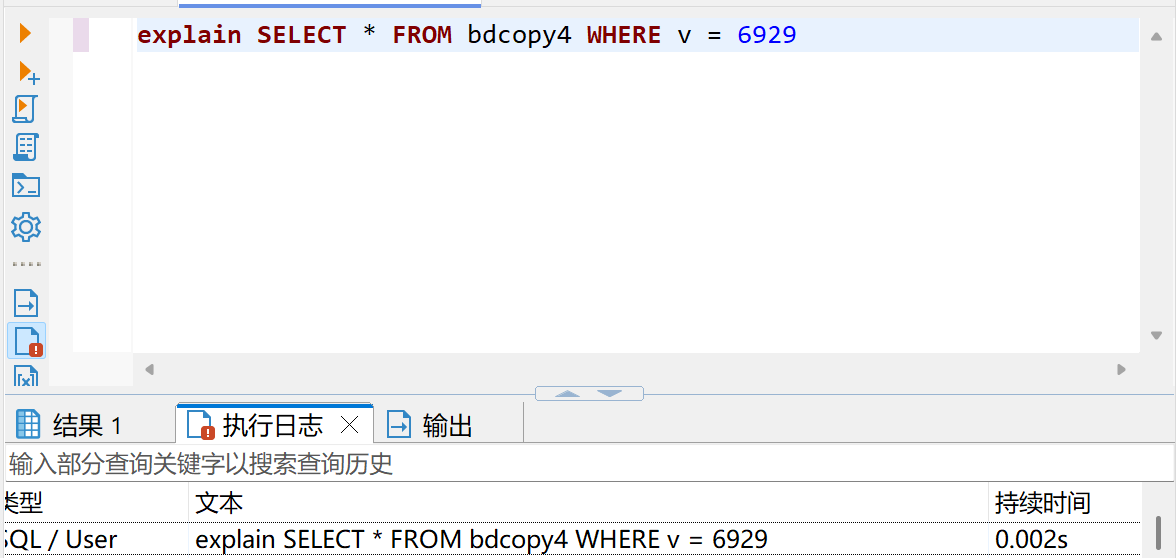 explain SELECT * FROM bdcopy4 WHERE v = 6929
结果 1 执行日志 输出
输入部分查询关键字以搜索查询历史
类型 文本 持续时间
SQL / User explain SELECT * FROM bdcopy4 WHERE v = 6929 0.002s